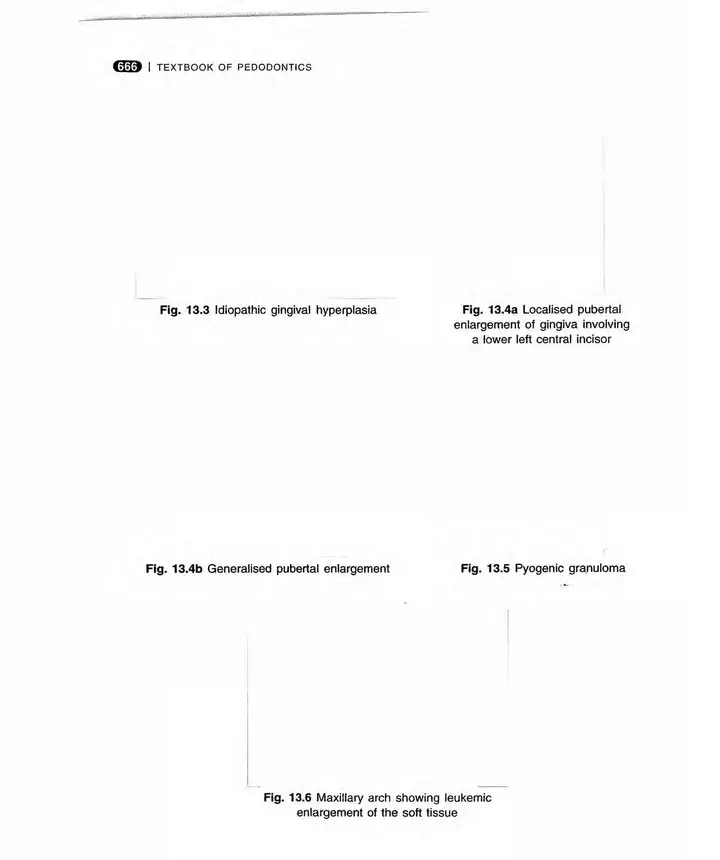 666 | TEXTBOOK OF PEDODONTICS
Fig. 13.3 Idiopathic gingival hyperplasia
Fig. 13.4a Localised pubertal
enlargement of gingiva involving
a lower left central incisor
Fig. 13.4b Generalised pubertal enlargement
Fig. 13.5 Pyogenic granuloma
Fig. 13.6 Maxillary arch showing leukemic
enlargement of the soft tissue